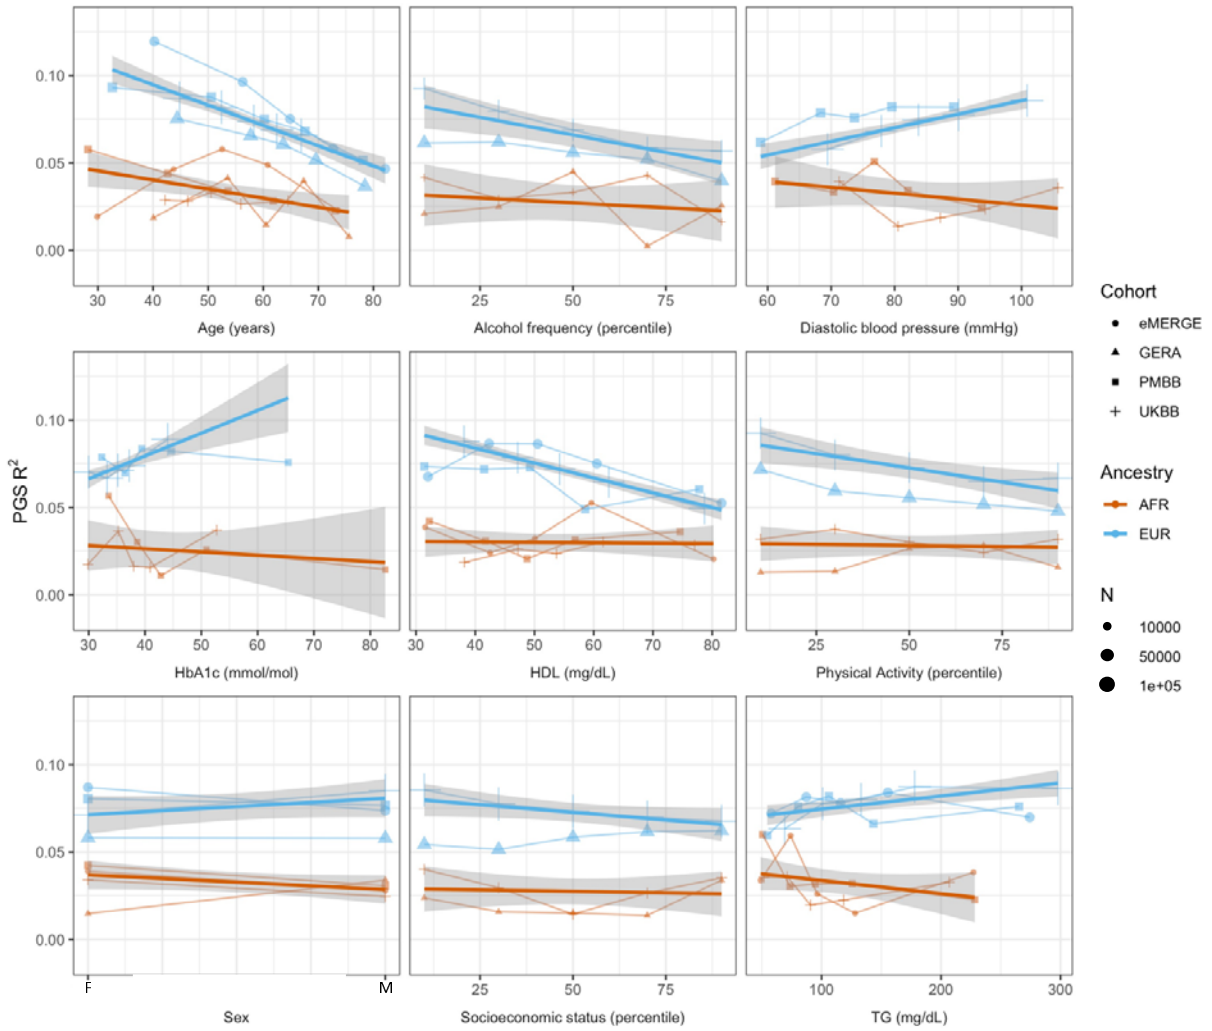 0.10
0.05
0.00
30 40 50 60 70 80
25 50 75
60 70 80 90 100
Age (years)
Alcohol frequency (percentile)
Diastolic blood pressure (mmHg)
PGS R²
0.10
0.05
0.00
30 40 50 60 70 80
30 40 50 60 70 80
25 50 75
HbA1c (mmol/mol)
HDL (mg/dL)
Physical Activity (percentile)
0.10
0.05
0.00
F M
25 50 75
100 200 300
Sex
Socioeconomic status (percentile)
TG (mg/dL)
Cohort
eMERGE
GERA
PMBB
UKBB
Ancestry
AFR
EUR
N
10000
50000
1e+05